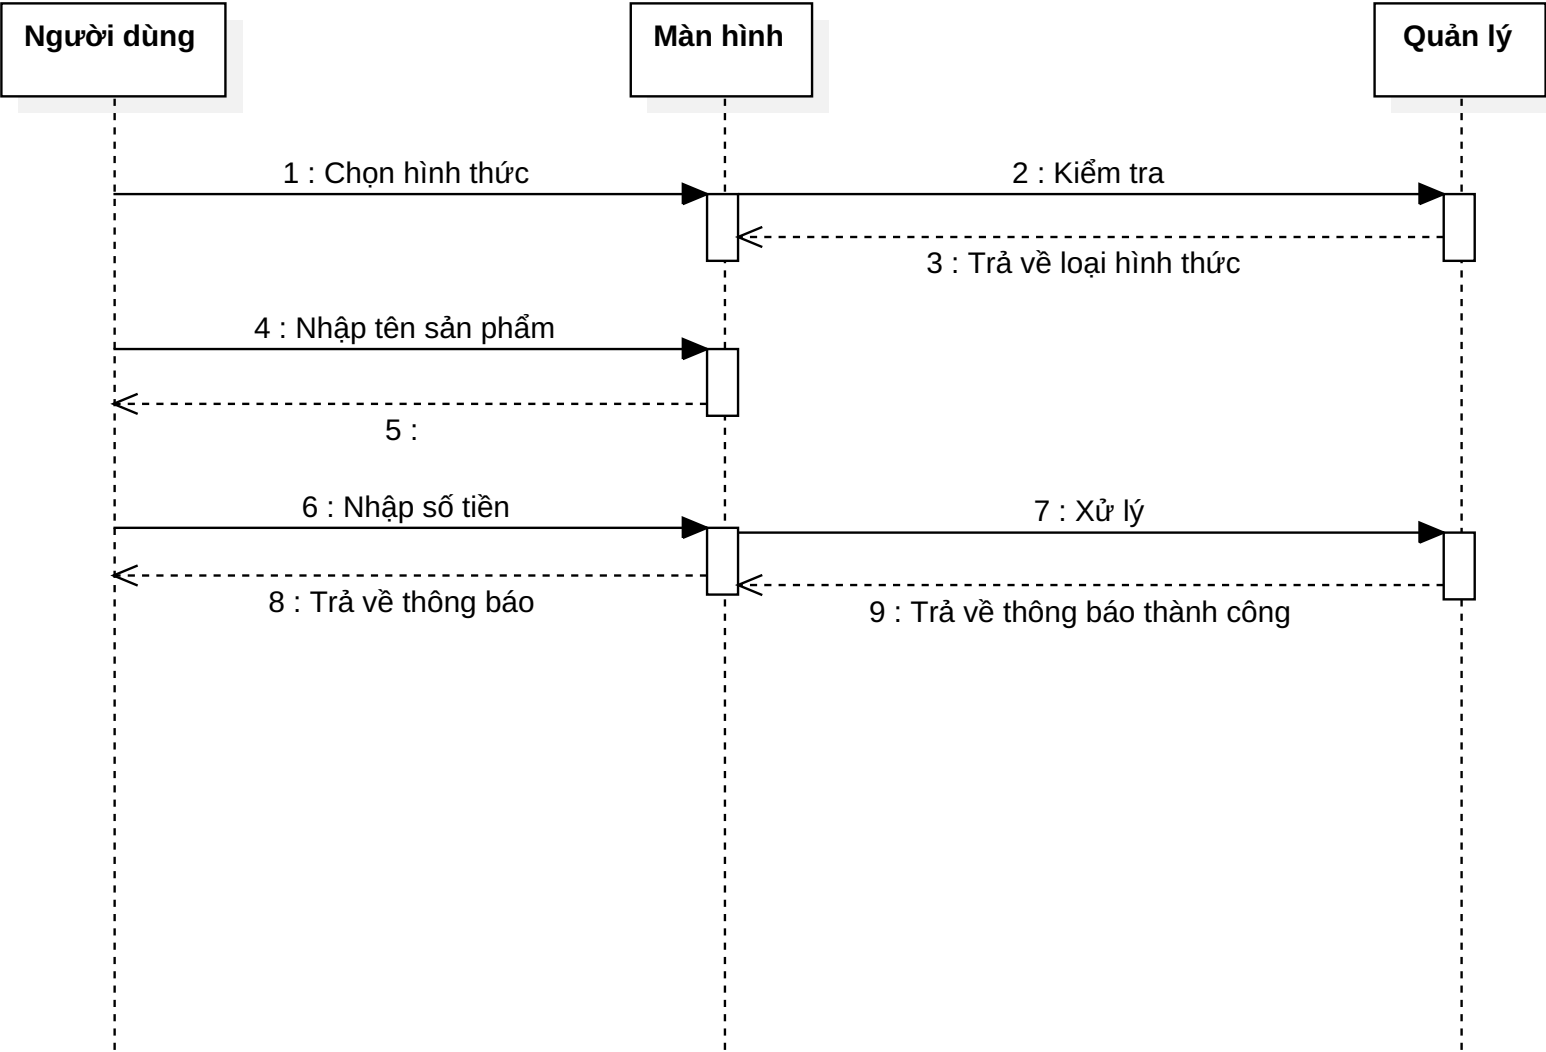 Người dùng
Màn hình
Quản lý
1 : Chọn hình thức
2 : Kiểm tra
3 : Trả về loại hình thức
4 : Nhập tên sản phẩm
5 :
6 : Nhập số tiền
7 : Xử lý
8 : Trả về thông báo
9 : Trả về thông báo thành công